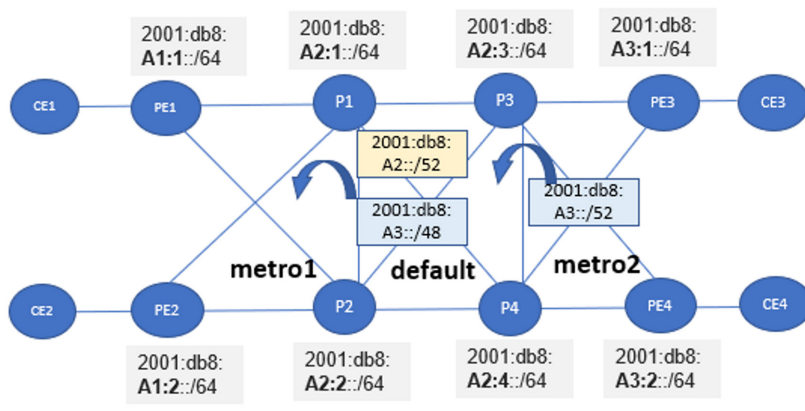 2001:db8:
A1:1::/64
2001:db8:
A2:1::/64
2001:db8:
A2:3::/64
2001:db8:
A3:1::/64
CE1
PE1
P1
P3
PE3
CE3
2001:db8:
A2::/52
2001:db8:
A3::/48
2001:db8:
A3::/52
metro1
default
metro2
CE2
PE2
P2
P4
PE4
CE4
2001:db8:
A1:2::/64
2001:db8:
A2:2::/64
2001:db8:
A2:4::/64
2001:db8:
A3:2::/64